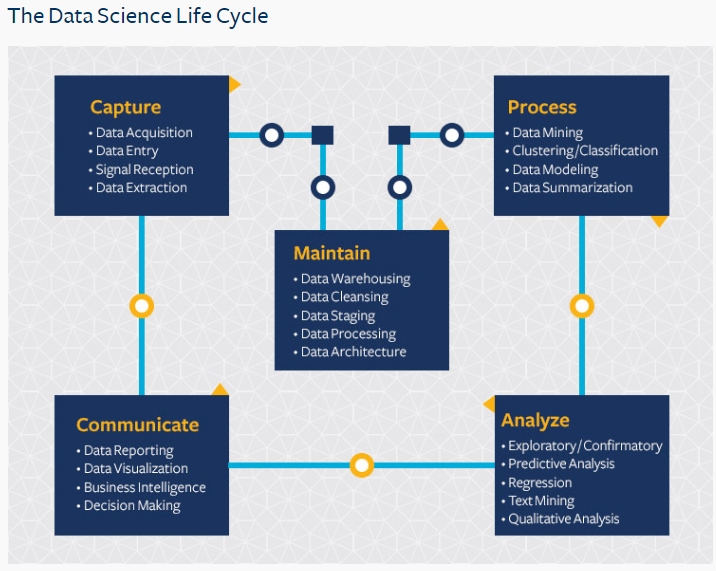 The Data Science Life Cycle
Capture
• Data Acquisition
• Data Entry
• Signal Reception
• Data Extraction
Process
• Data Mining
• Clustering/Classification
• Data Modeling
• Data Summarization
Maintain
• Data Warehousing
• Data Cleansing
• Data Staging
• Data Processing
• Data Architecture
Communicate
• Data Reporting
• Data Visualization
• Business Intelligence
• Decision Making
Analyze
• Exploratory/Confirmatory
• Predictive Analysis
• Regression
• Text Mining
• Qualitative Analysis